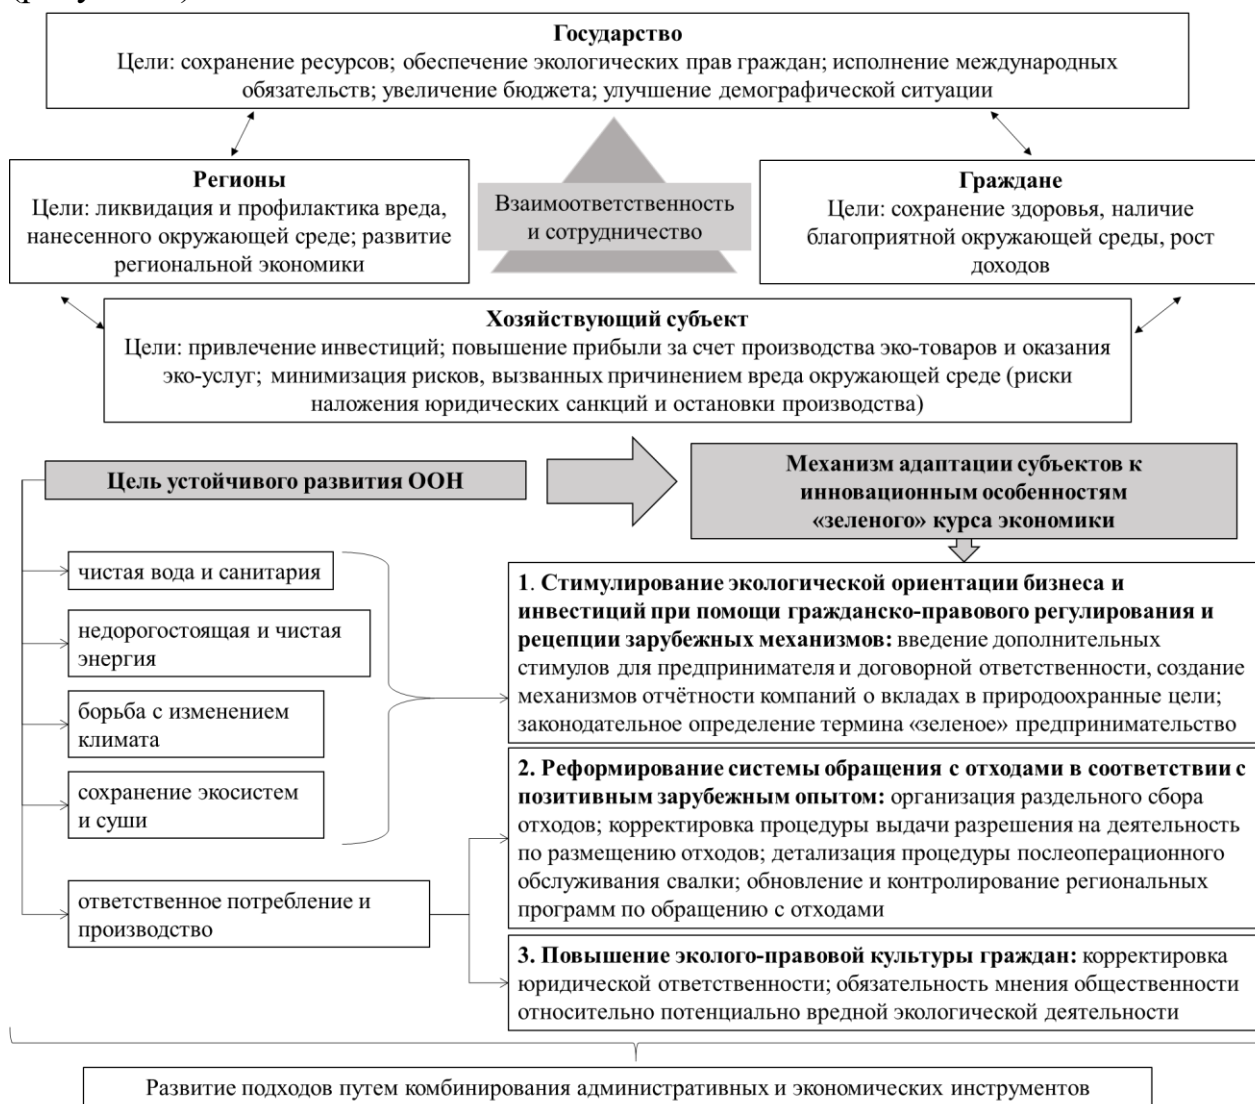 Государство
Цели: сохранение ресурсов; обеспечение экологических прав граждан; исполнение международных
обязательств; увеличение бюджета; улучшение демографической ситуации
Регионы
Цели: ликвидация и профилактика вреда,
нанесенного окружающей среде; развитие
региональной экономики
Взаимоответственность
и сотрудничество
Граждане
Цели: сохранение здоровья, наличие
благоприятной окружающей среды, рост
доходов
Хозяйствующий субъект
Цели: привлечение инвестиций; повышение прибыли за счет производства эко-товаров и оказания
эко-услуг; минимизация рисков, вызванных причинением вреда окружающей среде (риски
наложения юридических санкций и остановки производства)
Цель устойчивого развития ООН
Механизм адаптации субъектов к
инновационным особенностям
«зеленого» курса экономики
чистая вода и санитария
недорогостоящая и чистая
энергия
борьба с изменением
климата
сохранение экосистем
и суши
ответственное потребление и
производство
1. Стимулирование экологической ориентации бизнеса и
инвестиций при помощи гражданско-правового регулирования и
рецепции зарубежных механизмов: введение дополнительных
стимулов для предпринимателя и договорной ответственности, создание
механизмов отчётности компаний о вкладах в природоохранные цели;
законодательное определение термина «зеленое» предпринимательство
2. Реформирование системы обращения с отходами в соответствии с
позитивным зарубежным опытом: организация раздельного сбора
отходов; корректировка процедуры выдачи разрешения на деятельность
по размещению отходов; детализация процедуры послеоперационного
обслуживания свалки; обновление и контролирование региональных
программ по обращению с отходами
3. Повышение эколого-правовой культуры граждан: корректировка
юридической ответственности; обязательность мнения общественности
относительно потенциально вредной экологической деятельности
Развитие подходов путем комбинирования административных и экономических инструментов